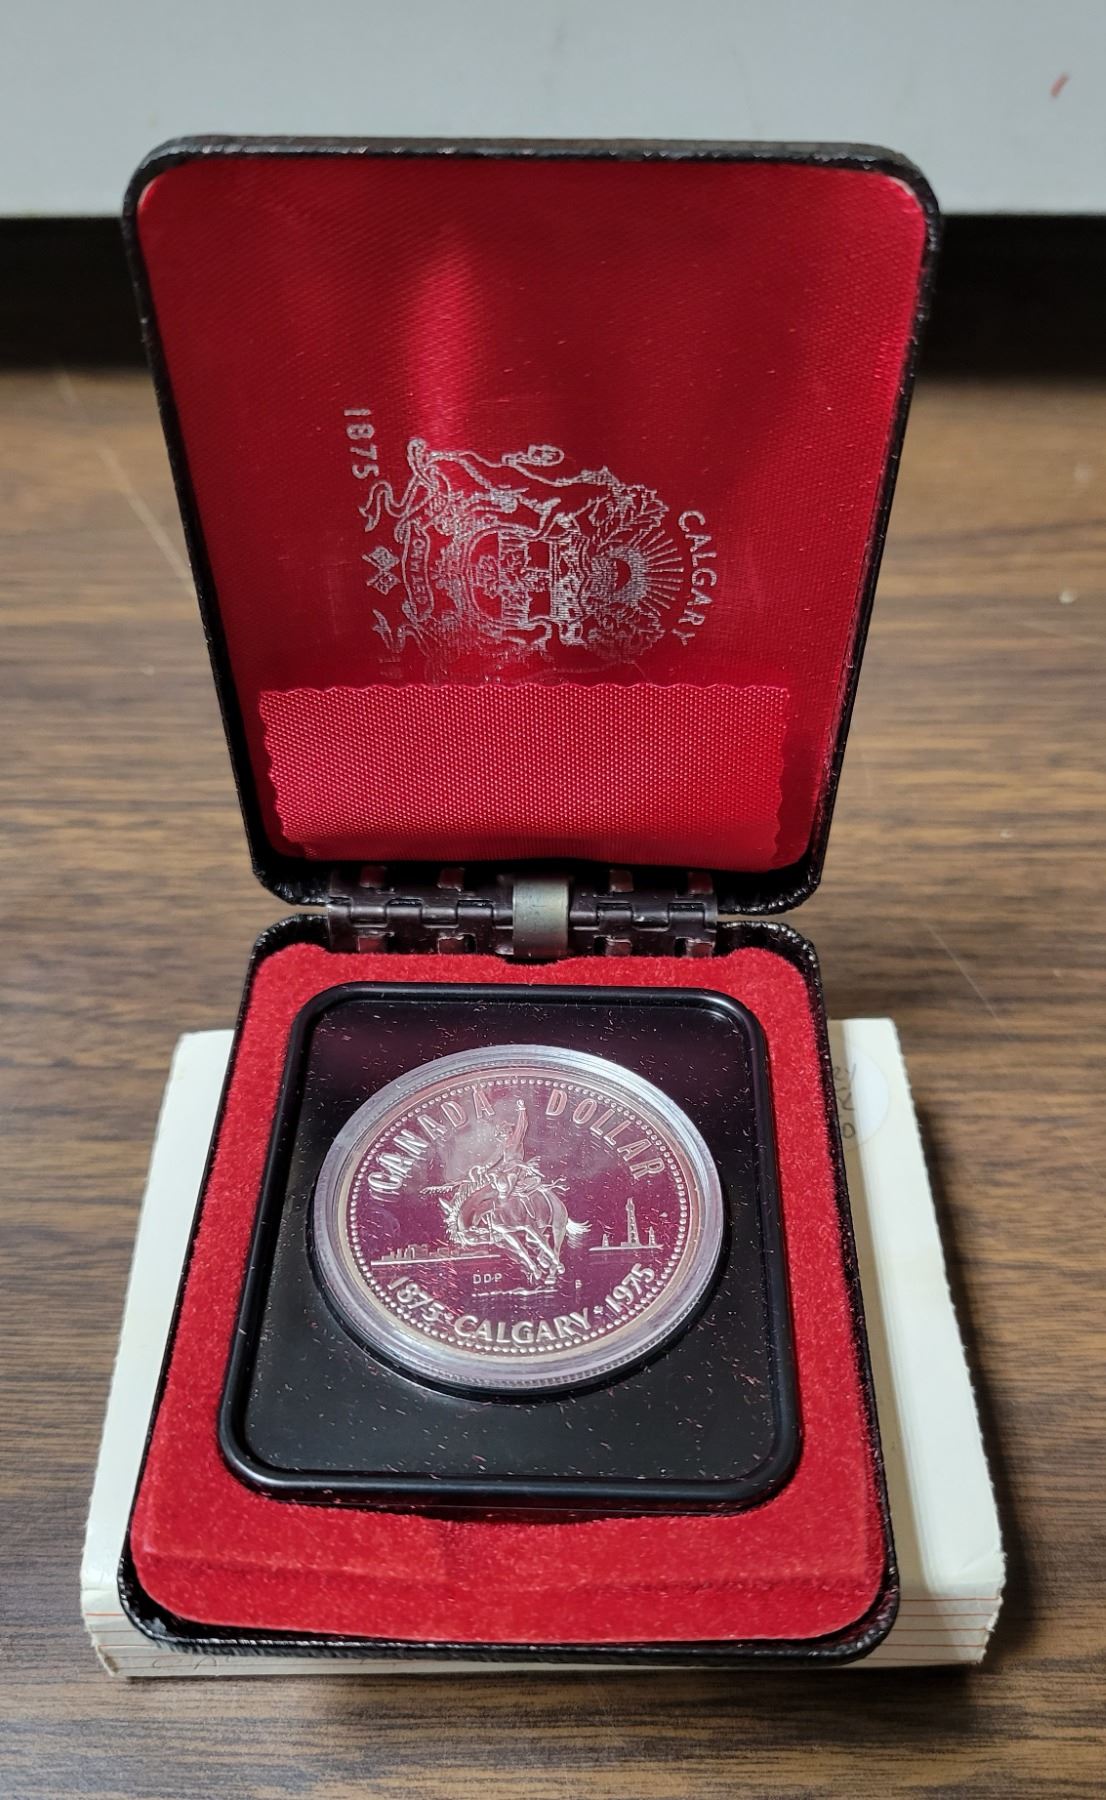 CALGARY
1875
CANADA DOLLAR
DDP
B
1875 CALGARY 1975